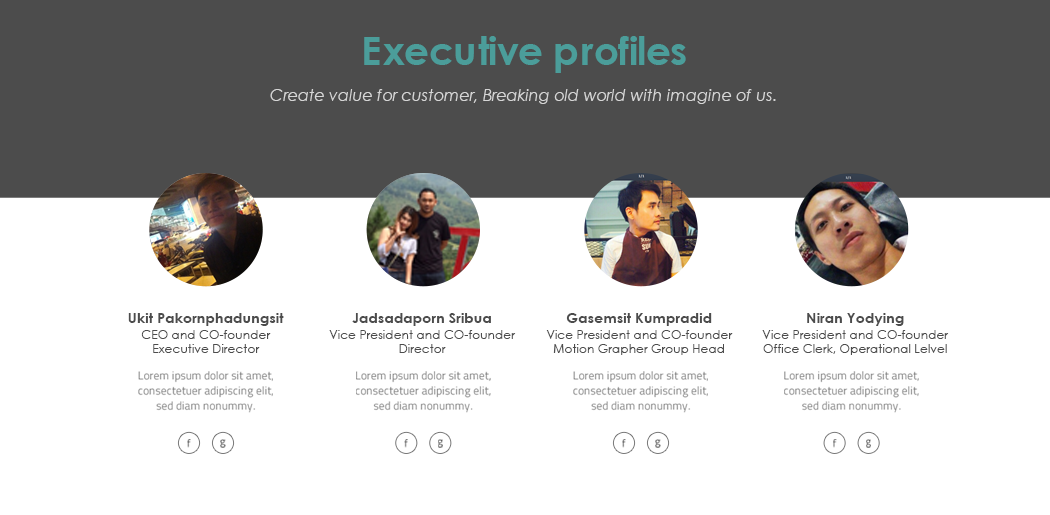 Executive profiles
Create value for customer, Breaking old world with imagine of us.
Ukit Pakornphadungsit
CEO and CO-founder
Executive Director
Lorem ipsum dolor sit amet,
consectetuer adipiscing elit,
sed diam nonummy.
f g
Jadsadaporn Sribua
Vice President and CO-founder
Director
Lorem ipsum dolor sit amet,
consectetuer adipiscing elit,
sed diam nonummy.
f g
Gasemsit Kumpradid
Vice President and CO-founder
Motion Grapher Group Head
Lorem ipsum dolor sit amet,
consectetuer adipiscing elit,
sed diam nonummy.
f g
Niran Yodying
Vice President and CO-founder
Office Clerk, Operational Lelvel
Lorem ipsum dolor sit amet,
consectetuer adipiscing elit,
sed diam nonummy.
f g